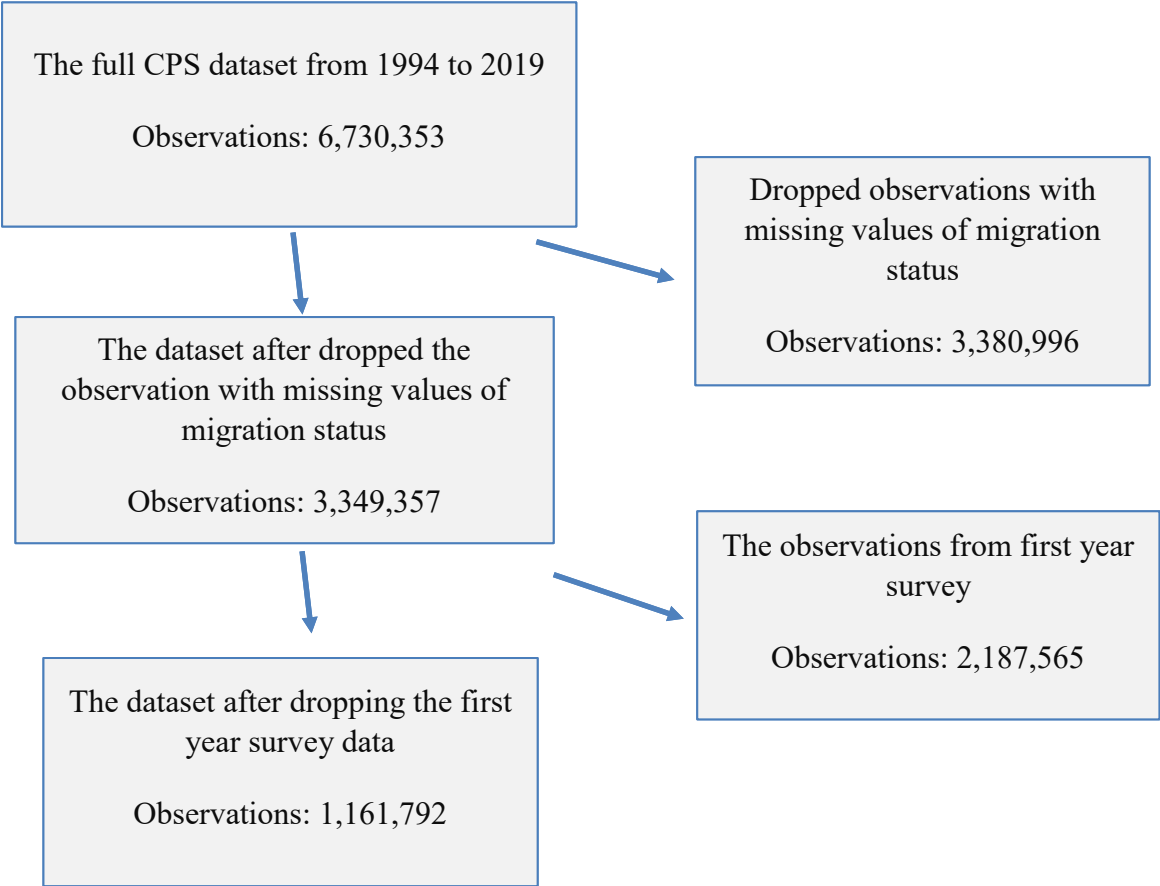 The full CPS dataset from 1994 to 2019
Observations: 6,730,353
Dropped observations with
missing values of migration
status
Observations: 3,380,996
The dataset after dropped the
observation with missing values of
migration status
Observations: 3,349,357
The observations from first year
survey
Observations: 2,187,565
The dataset after dropping the first
year survey data
Observations: 1,161,792